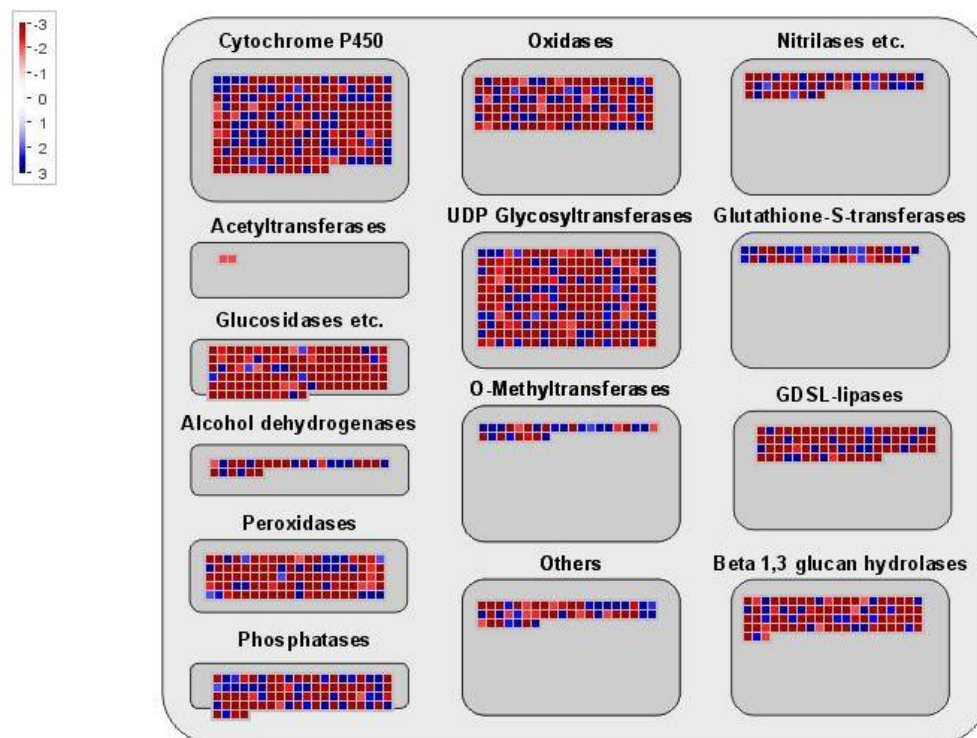 -3
-2
-1
0
1
2
3
Cytochrome P450
Oxidases
Nitrilases etc.
Acetyltransferases
UDP Glycosyltransferases
Glutathione-S-transferases
Glucosidases etc.
O-Methyltransferases
GDSL-lipases
Alcohol dehydrogenases
Peroxidases
Others
Beta 1,3 glucan hydrolases
Phosphatases